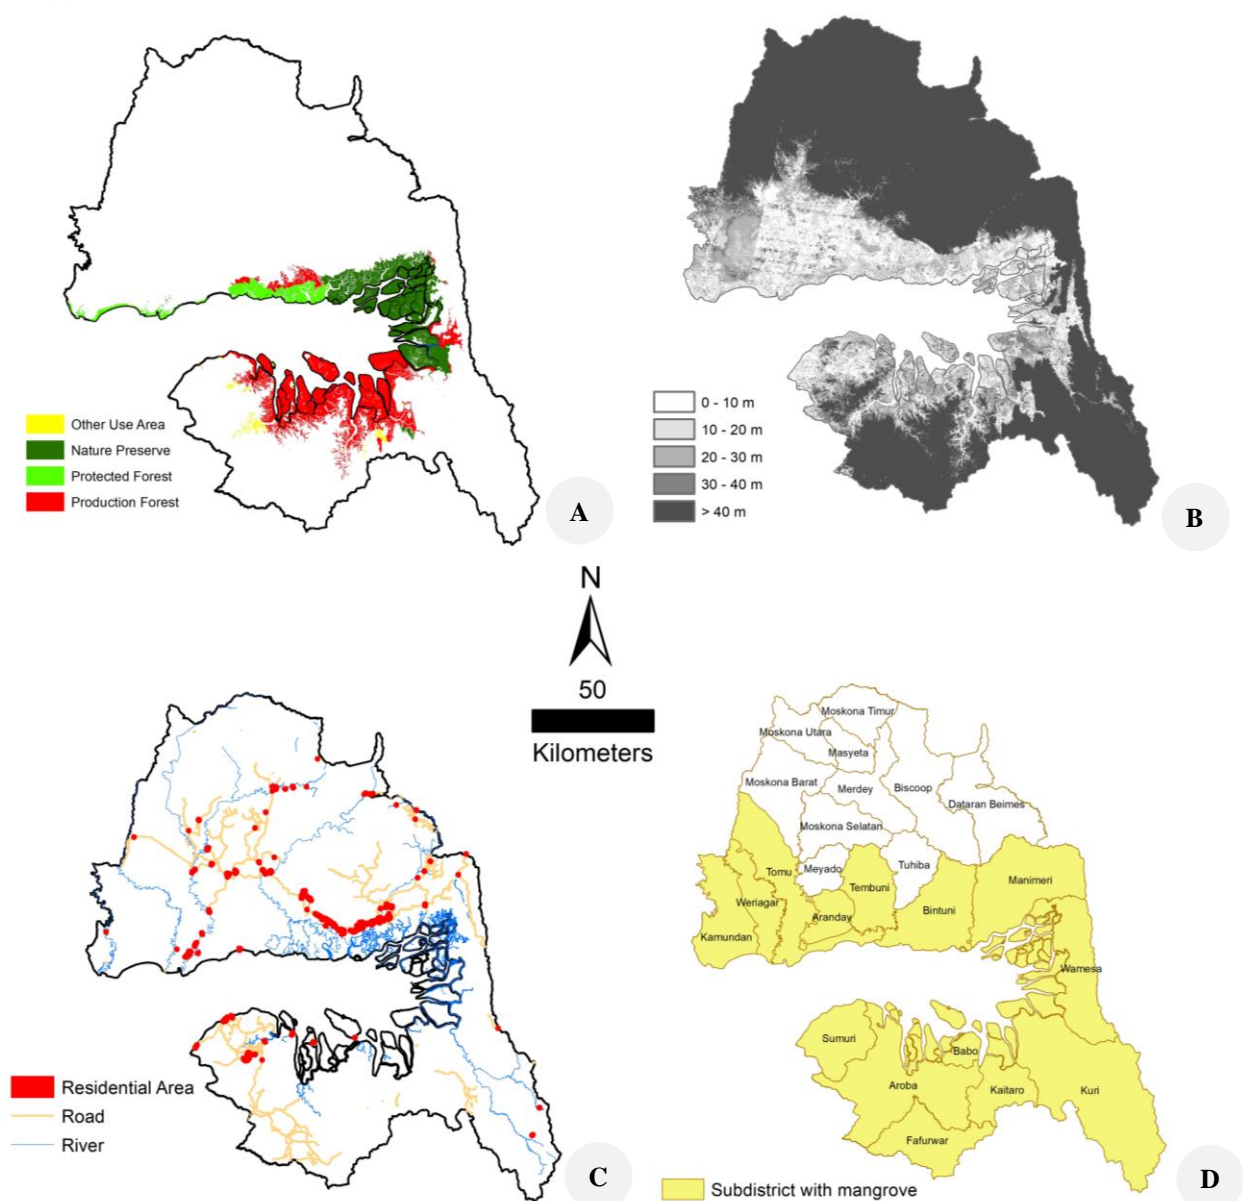 Other Use Area
Nature Preserve
Protected Forest
Production Forest
A
0 - 10 m
10 - 20 m
20 - 30 m
30 - 40 m
> 40 m
B
N
50
Kilometers
Residential Area
Road
River
C
Moskona Timur
Moskona Utara
Masyeta
Moskona Barat
Merdey
Biscoop
Dataran Beimes
Moskona Selatan
Meyado
Tuhiba
Tomu
Tembuni
Manimeri
Weriagar
Aranday
Bintuni
Kamundan
Wamesa
Sumuri
Babo
Aroba
Kaitaro
Kuri
Fafurwar
Subdistrict with mangrove
D